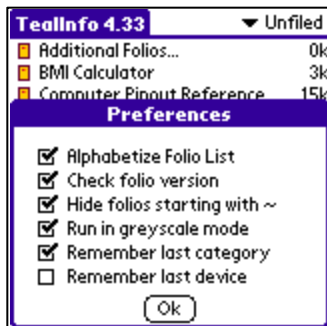 TealInfo 4.33 Unfiled
Additional Folios... 0k
BMI Calculator 3k
Computer Pinout Reference 15k
Preferences
Alphabetize Folio List
Check folio version
Hide folios starting with ~
Run in greyscale mode
Remember last category
Remember last device
Ok